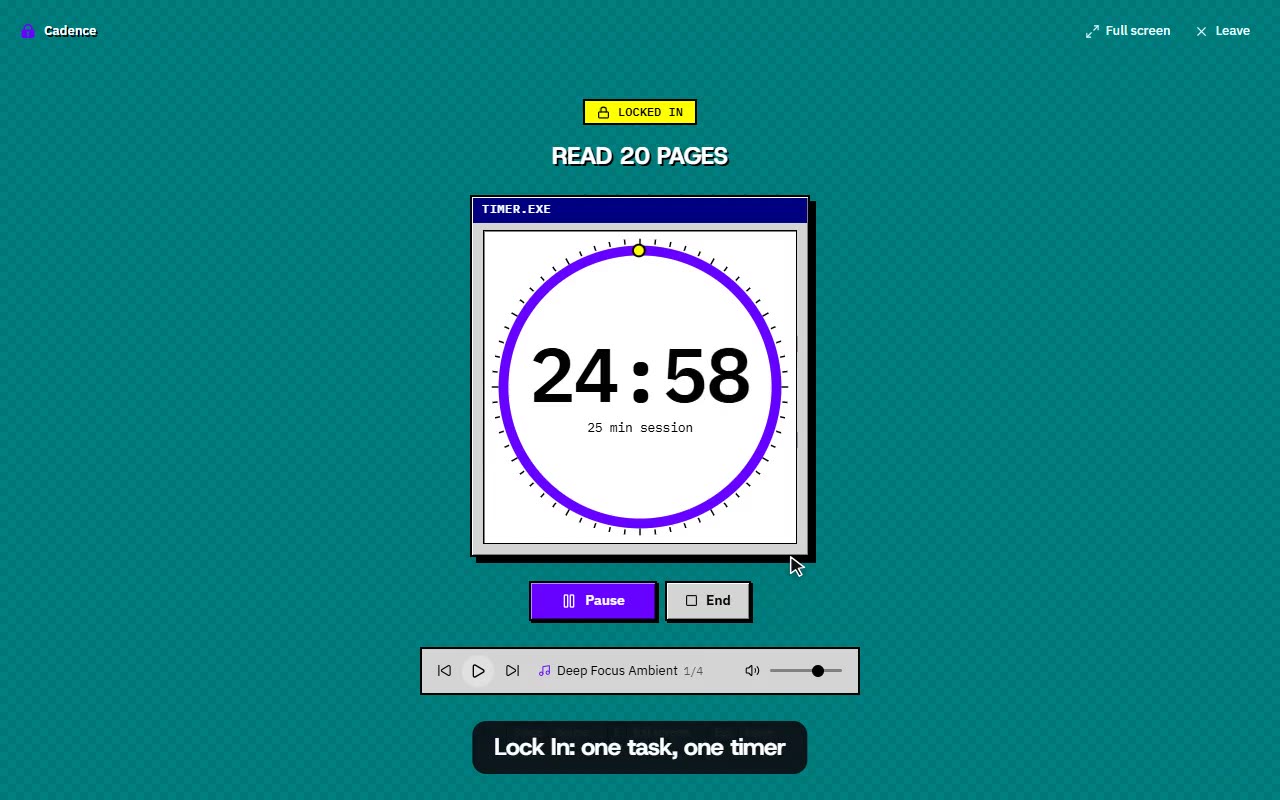 Cadence
Full screen
Leave
LOCKED IN
READ 20 PAGES
TIMER.EXE
24:58
25 min session
Pause
End
Deep Focus Ambient 1/4
Lock In: one task, one timer